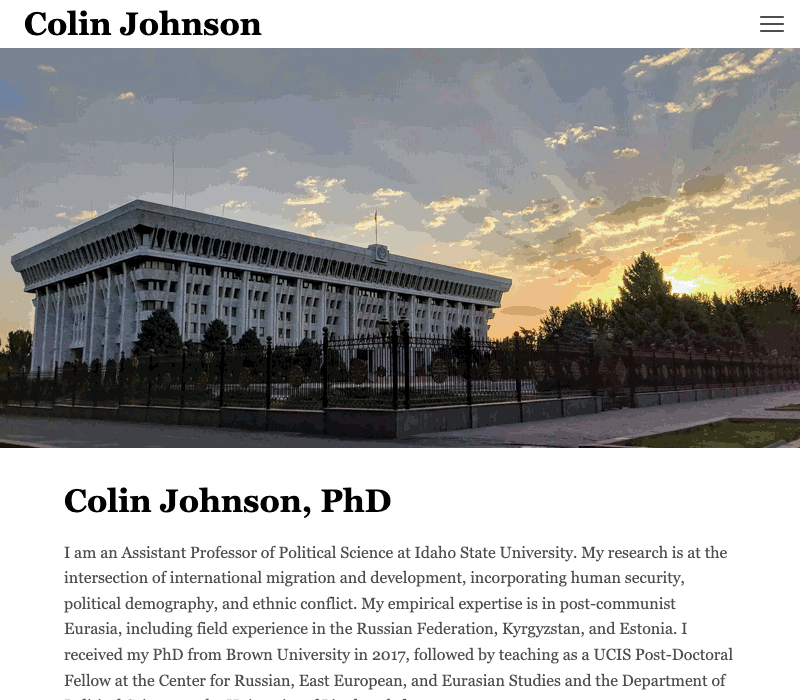 Colin Johnson
Colin Johnson, PhD
I am an Assistant Professor of Political Science at Idaho State University. My research is at the
intersection of international migration and development, incorporating human security,
political demography, and ethnic conflict. My empirical expertise is in post-communist
Eurasia, including field experience in the Russian Federation, Kyrgyzstan, and Estonia. I
received my PhD from Brown University in 2017, followed by teaching as a UCIS Post-Doctoral
Fellow at the Center for Russian, East European, and Eurasian Studies and the Department of